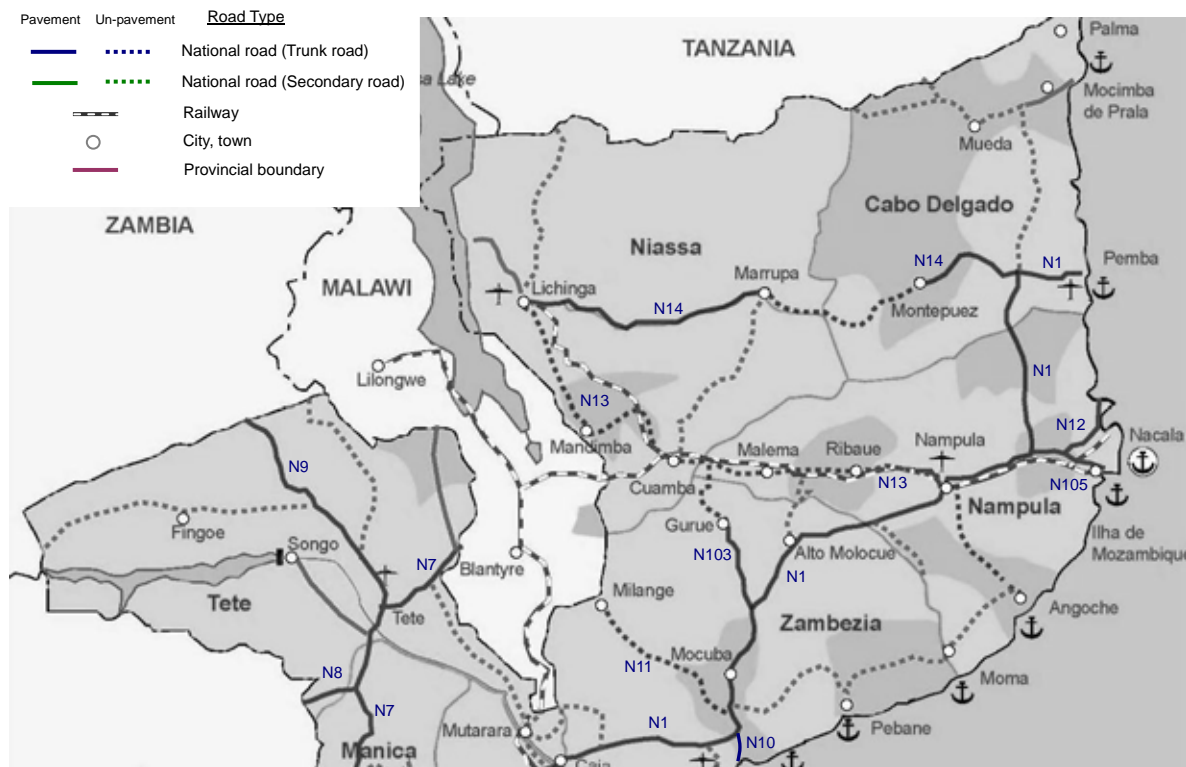 Pavement Un-pavement Road Type
National road (Trunk road)
National road (Secondary road)
Railway
City, town
Provincial boundary
Lake
TANZANIA
Palma
Mocimba
de Prala
Mueda
ZAMBIA
Cabo Delgado
Niassa
MALAWI
Lichinga
Marrupa
N14
N1
Pemba
N14
Montepuez
Lilongwe
N1
N13
Mandimba
N12
Nacala
N9
Cuamba
Malema
Ribaue
Nampula
N13
N105
Nampula
Fingoe
Songo
Gurue
N103
Alto Molocue
Ilha de
Mozambique
N7
Blantyre
N1
Tete
Tete
Milange
Zambezia
Angoche
N8
N11
Mocuba
Moma
N7
Mutarara
N1
Pebane
N10
Manica
Caia